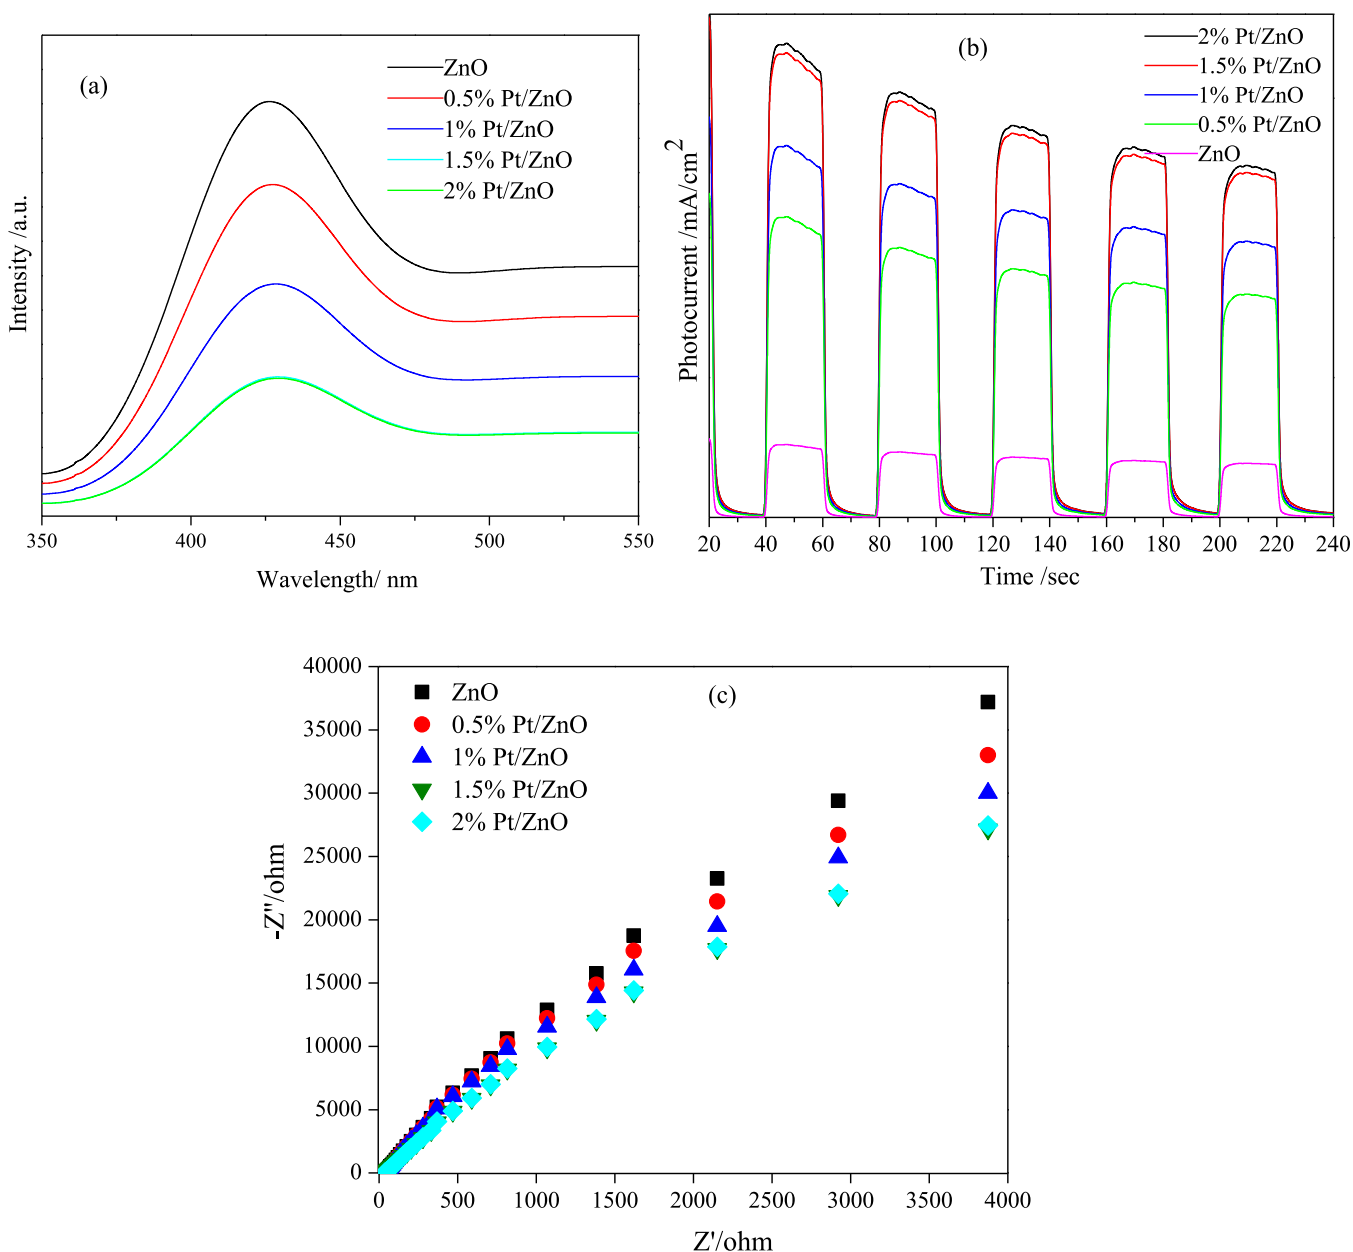 (a)
ZnO
0.5% Pt/ZnO
1% Pt/ZnO
1.5% Pt/ZnO
2% Pt/ZnO
Intensity /a.u.
350 400 450 500 550
Wavelength/ nm
(b)
2% Pt/ZnO
1.5% Pt/ZnO
1% Pt/ZnO
0.5% Pt/ZnO
ZnO
Photocurrent /mA/cm2
20 40 60 80 100 120 140 160 180 200 220 240
Time /sec
(c)
ZnO
0.5% Pt/ZnO
1% Pt/ZnO
1.5% Pt/ZnO
2% Pt/ZnO
40000
35000
30000
25000
20000
15000
10000
5000
0
-Z"/ohm
0 500 1000 1500 2000 2500 3000 3500 4000
Z'/ohm